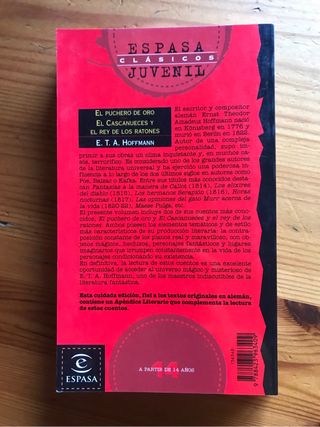 ESPASA
CLÁSICOS
JUVENIL
EL PUCHERO DE ORO
EL CASCANUECES Y
EL REY DE LOS RATONES
E. T. A. HOFFMANN
El escritor y compositor
alemán Ernst Theodor
Amadeus Hoffmann nació
en Königsberg en 1776 y
murió en Berlín en 1822.
Autor de una compleja
personalidad, supo im-
primir a sus obras un clima inquietante y, en muchos ca-
sos, terrorífico. Es considerado uno de los grandes autores
de la literatura universal y ha ejercido una poderosa in-
fluencia a lo largo de los dos últimos siglos en autores como
Poe, Balzac o Kafka. Entre sus títulos más conocidos desta-
can Fantasías a la manera de Callot (1814), Los elixires
del diablo (1815), Los hermanos Serapión (1816), Horas
nocturnas (1817), Las opiniones del gato Murr acerca de
la vida (1820-22), Maese Pulga, etc.
El presente volumen incluye dos de sus cuentos más cono-
cidos, El puchero de oro y El Cascanueces y el rey de los
ratones. Ambos poseen los elementos temáticos y de estilo
más característicos de su producción literaria: la contra-
posición constante de los planos real y maravilloso, con ob-
jetos mágicos, hechizos, personajes fantásticos y lugares
imaginarios que irrumpen cotidianamente en la vida de los
personajes condicionando su existencia.
En definitiva, la lectura de estos cuentos es una excelente
oportunidad de acceder al universo mágico y misterioso de
E. T. A. Hoffmann, uno de los maestros indiscutibles de la
literatura fantástica.
Esta cuidada edición, fiel a los textos originales en alemán,
contiene un Apéndice Literario que complementa la lectura
de estos cuentos.
e
ESPASA
14
A PARTIR DE 14 AÑOS